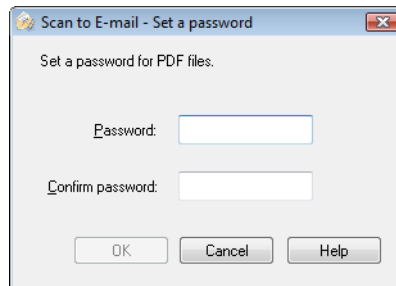 Scan to E-mail - Set a password
Set a password for PDF files.
Password:
Confirm password:
OK Cancel Help